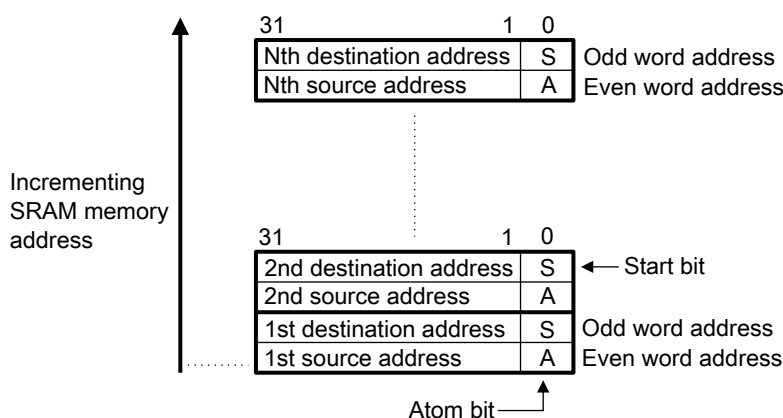 31 1 0
Nth destination address S Odd word address
Nth source address A Even word address
Incrementing
SRAM memory
address
31 1 0
2nd destination address S Start bit
2nd source address A
1st destination address S Odd word address
1st source address A Even word address
Atom bit